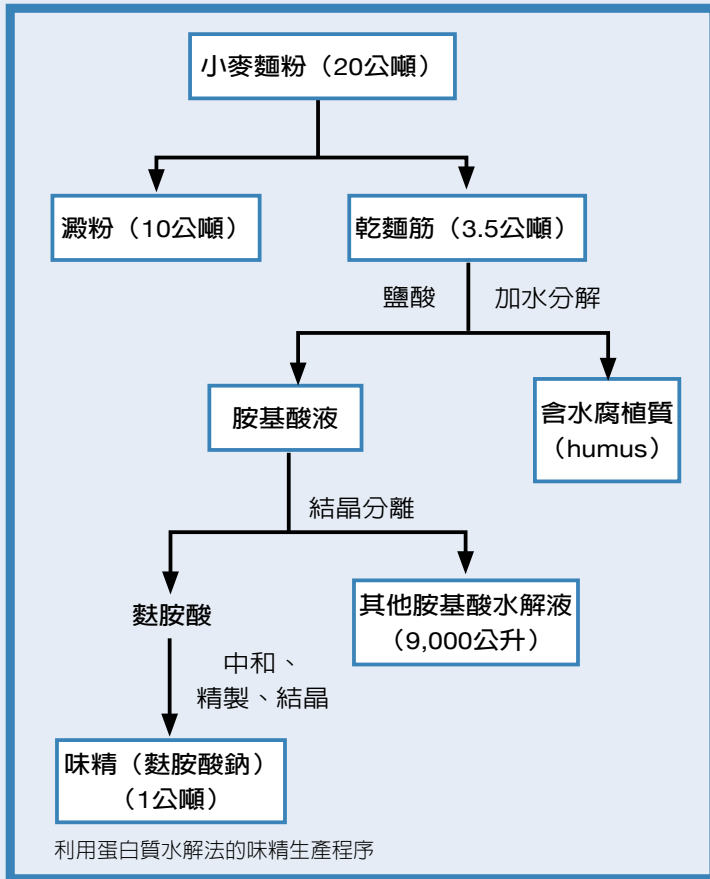 小麥麵粉（20公噸）
澱粉（10公噸）
乾麵筋（3.5公噸）
鹽酸
加水分解
胺基酸液
含水腐植質
（humus）
結晶分離
麩胺酸
其他胺基酸水解液
（9,000公升）
中和、
精製、結晶
味精（麩胺酸鈉）
（1公噸）
利用蛋白質水解法的味精生產程序